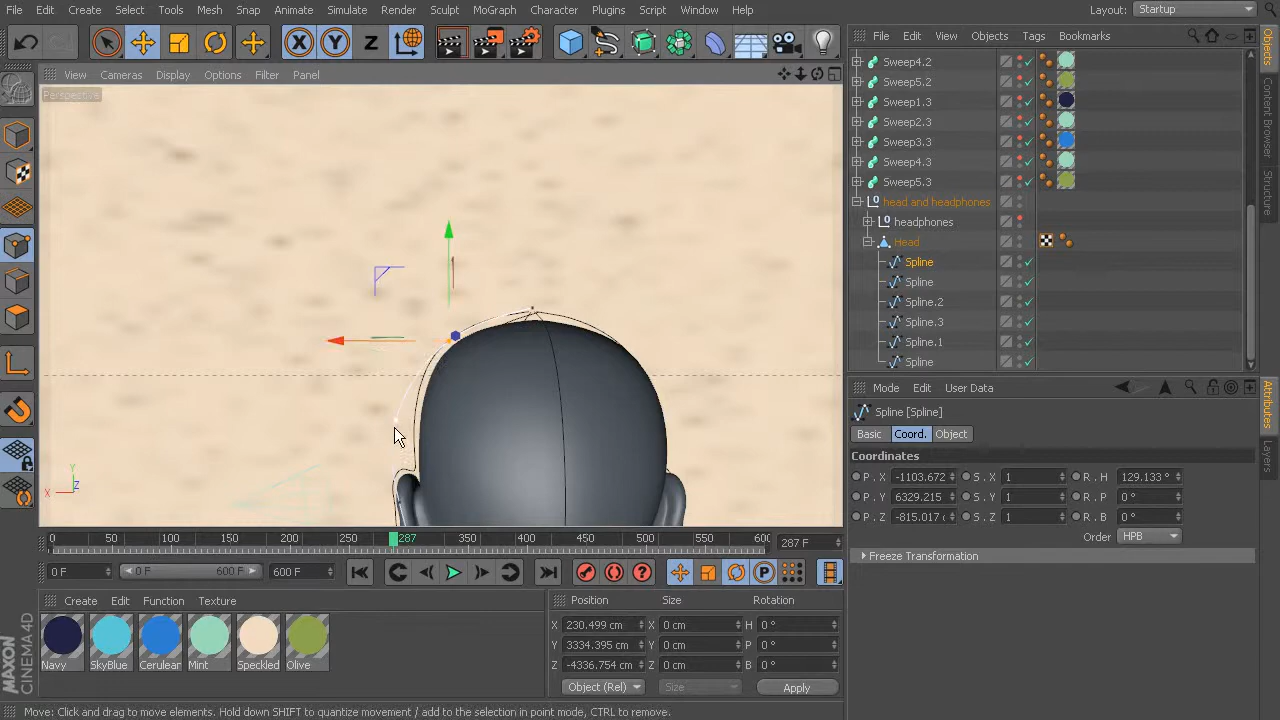 File Edit Create Select Tools Mesh Snap Animate Simulate Render Sculpt MoGraph Character Plugins Script Window Help Layout: Startup
X Y Z
View Cameras Display Options Filter Panel
Perspective
Y
X Z
File Edit View Objects Tags Bookmarks
Sweep4.2
Sweep5.2
Sweep1.3
Sweep2.3
Sweep3.3
Sweep4.3
Sweep5.3
head and headphones
headphones
Head
Spline
Spline
Spline.2
Spline.3
Spline.1
Spline
Objects
Content Browser
Structure
Mode Edit User Data
Spline [Spline]
Basic Coord. Object
Coordinates
P . X -1103.672 S . X 1 R . H 129.133 °
P . Y 6329.215 S . Y 1 R . P 0 °
P . Z -815.017 ( S . Z 1 R . B 0 °
Order HPB
Freeze Transformation
Attributes
Layers
0 50 100 150 200 250 287 350 400 450 500 550 600 287 F
0 F 0 F 600 F 600 F
Create Edit Function Texture
Navy SkyBlue Cerulean Mint Speckled Olive
Position Size Rotation
X 230.499 cm X 0 cm H 0 °
Y 3334.395 cm Y 0 cm P 0 °
Z -4336.754 cm Z 0 cm B 0 °
Object (Rel) Size Apply
MAXON
CINEMA 4D
Move: Click and drag to move elements. Hold down SHIFT to quantize movement / add to the selection in point mode, CTRL to remove.